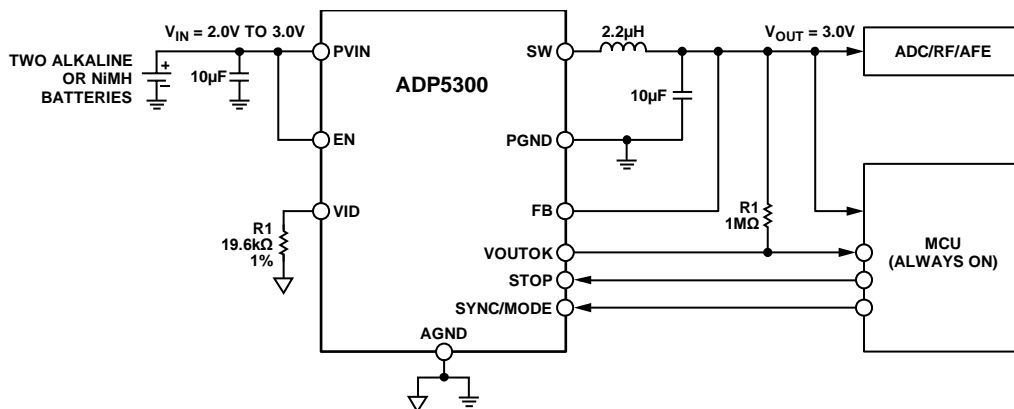 V_IN = 2.0V TO 3.0V
TWO ALKALINE
OR NiMH
BATTERIES
+
−
10µF
PVIN
EN
VID
R1
19.6kΩ
1%
ADP5300
AGND
SW
PGND
FB
VOUTOK
STOP
SYNC/MODE
2.2µH
10µF
V_OUT = 3.0V
R1
1MΩ
ADC/RF/AFE
MCU
(ALWAYS ON)